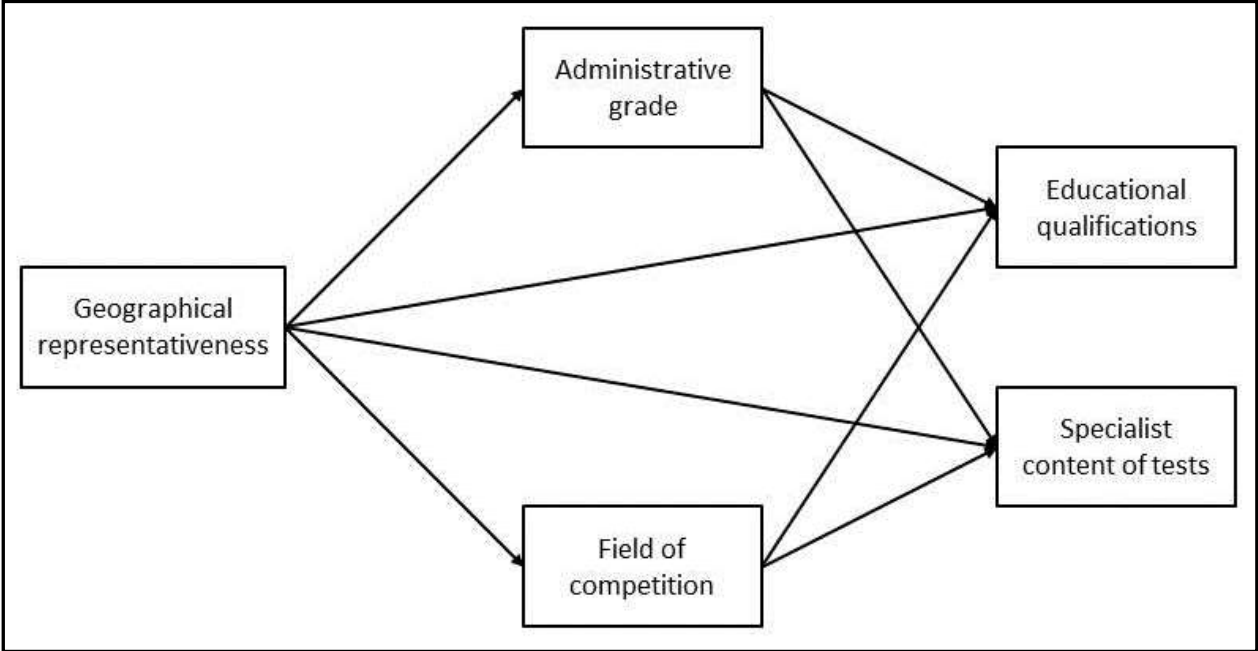 Administrative
grade
Educational
qualifications
Geographical
representativeness
Specialist
content of tests
Field of
competition